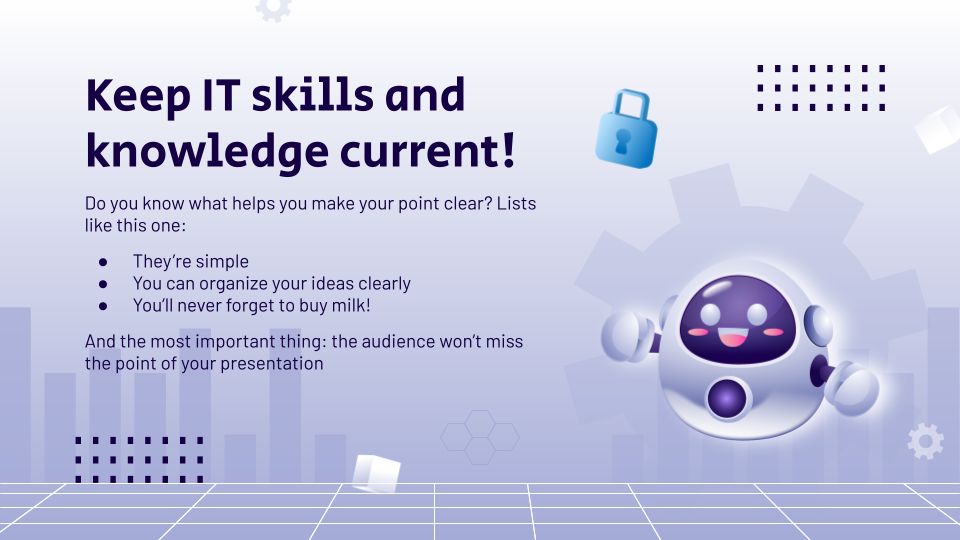 Keep IT skills and
knowledge current!
Do you know what helps you make your point clear? Lists
like this one:
● They’re simple
● You can organize your ideas clearly
● You’ll never forget to buy milk!
And the most important thing: the audience won’t miss
the point of your presentation